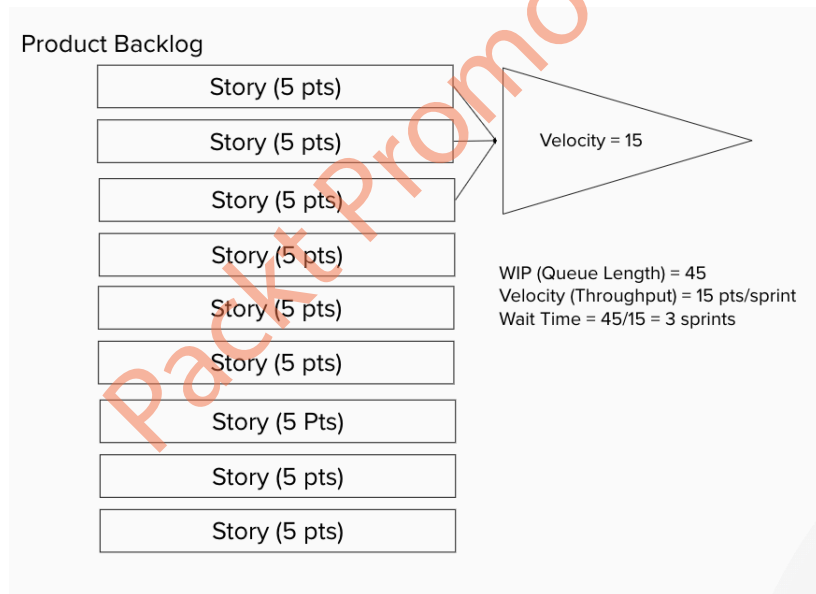 Product Backlog
Story (5 pts)
Story (5 pts)
Story (5 pts)
Story (5 pts)
Story (5 pts)
Story (5 pts)
Story (5 Pts)
Story (5 pts)
Story (5 pts)
Velocity = 15
WIP (Queue Length) = 45
Velocity (Throughput) = 15 pts/sprint
Wait Time = 45/15 = 3 sprints
Packt Promo